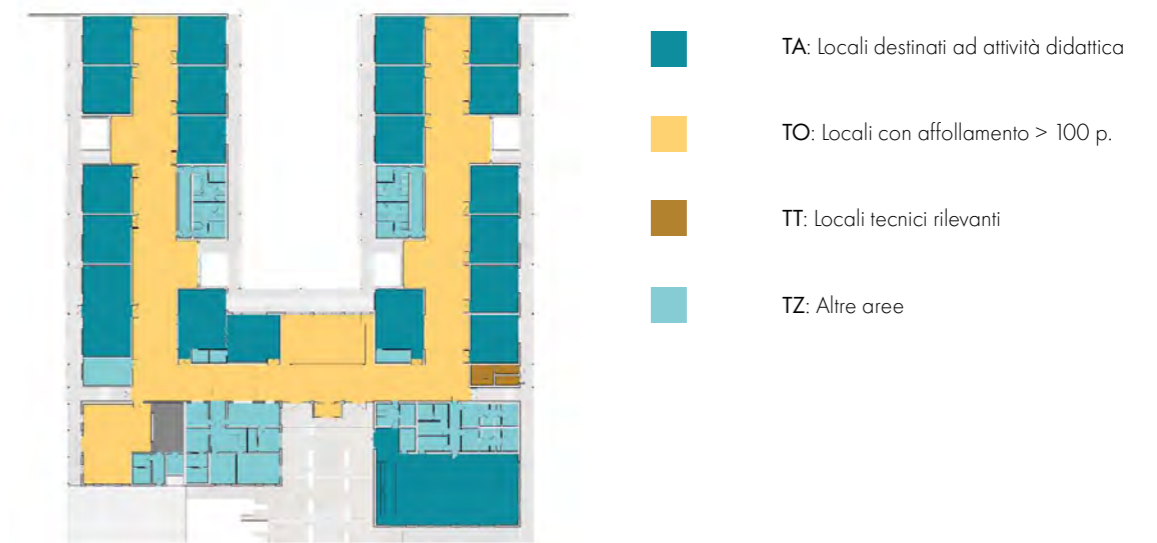 TA: Locali destinati ad attività didattica
TO: Locali con affollamento > 100 p.
TT: Locali tecnici rilevanti
TZ: Altre aree